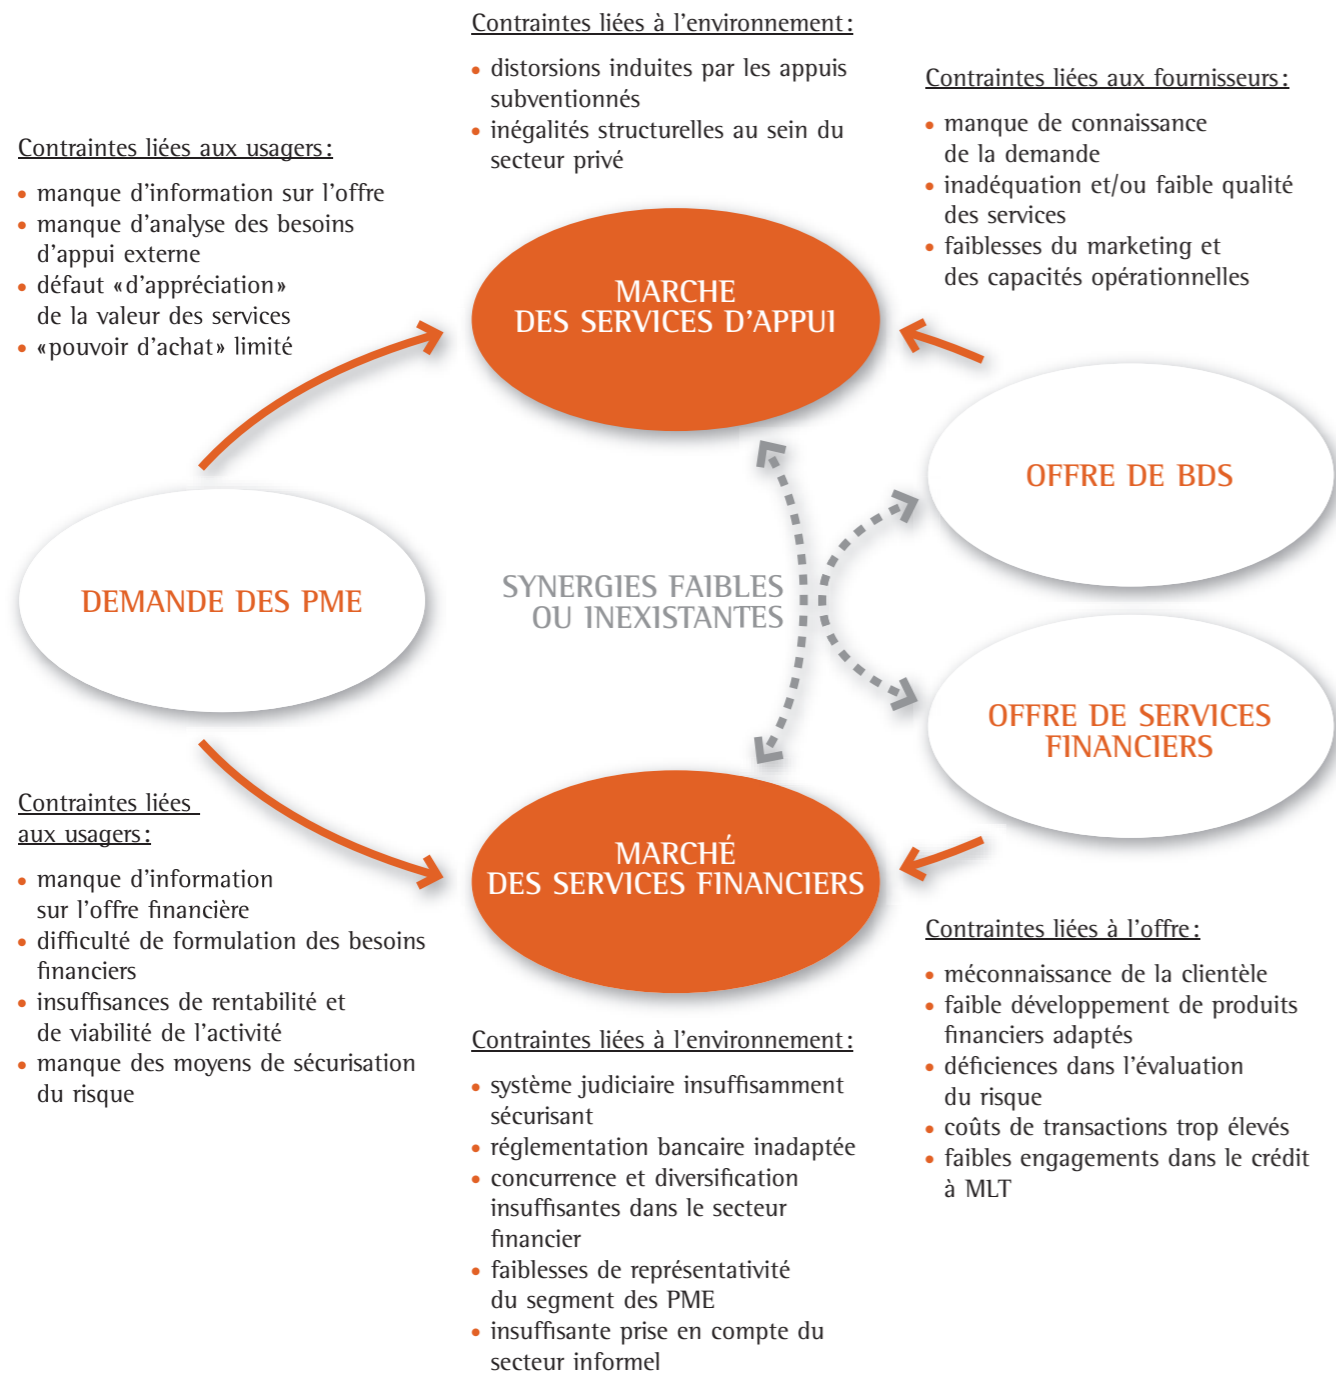 Contraintes liées à l'environnement:
• distorsions induites par les appuis
subventionnés
• inégalités structurelles au sein du
secteur privé
Contraintes liées aux fournisseurs:
• manque de connaissance
de la demande
• inadéquation et/ou faible qualité
des services
• faiblesses du marketing et
des capacités opérationnelles
Contraintes liées aux usagers:
• manque d'information sur l'offre
• manque d'analyse des besoins
d'appui externe
• défaut «d'appréciation»
de la valeur des services
• «pouvoir d'achat» limité
MARCHE
DES SERVICES D'APPUI
OFFRE DE BDS
DEMANDE DES PME
SYNERGIES FAIBLES
OU INEXISTANTES
OFFRE DE SERVICES
FINANCIERS
MARCHÉ
DES SERVICES FINANCIERS
Contraintes liées
aux usagers:
• manque d'information
sur l'offre financière
• difficulté de formulation des besoins
financiers
• insuffisances de rentabilité et
de viabilité de l'activité
• manque des moyens de sécurisation
du risque
Contraintes liées à l'environnement:
• système judiciaire insuffisamment
sécurisant
• réglementation bancaire inadaptée
• concurrence et diversification
insuffisantes dans le secteur
financier
• faiblesses de représentativité
du segment des PME
• insuffisante prise en compte du
secteur informel
Contraintes liées à l'offre:
• méconnaissance de la clientèle
• faible développement de produits
financiers adaptés
• déficiences dans l'évaluation
du risque
• coûts de transactions trop élevés
• faibles engagements dans le crédit
à MLT